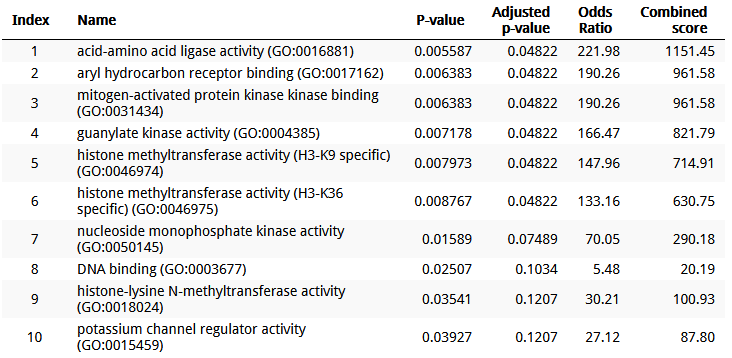 Index Name P-value Adjusted p-value Odds Ratio Combined score
1 acid-amino acid ligase activity (GO:0016881) 0.005587 0.04822 221.98 1151.45
2 aryl hydrocarbon receptor binding (GO:0017162) 0.006383 0.04822 190.26 961.58
3 mitogen-activated protein kinase kinase binding (GO:0031434) 0.006383 0.04822 190.26 961.58
4 guanylate kinase activity (GO:0004385) 0.007178 0.04822 166.47 821.79
5 histone methyltransferase activity (H3-K9 specific) (GO:0046974) 0.007973 0.04822 147.96 714.91
6 histone methyltransferase activity (H3-K36 specific) (GO:0046975) 0.008767 0.04822 133.16 630.75
7 nucleoside monophosphate kinase activity (GO:0050145) 0.01589 0.07489 70.05 290.18
8 DNA binding (GO:0003677) 0.02507 0.1034 5.48 20.19
9 histone-lysine N-methyltransferase activity (GO:0018024) 0.03541 0.1207 30.21 100.93
10 potassium channel regulator activity (GO:0015459) 0.03927 0.1207 27.12 87.80